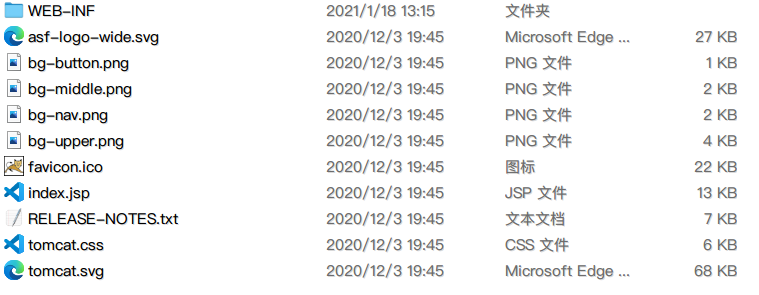 WEB-INF 2021/1/18 13:15 文件夹
asf-logo-wide.svg 2020/12/3 19:45 Microsoft Edge ... 27 KB
bg-button.png 2020/12/3 19:45 PNG 文件 1 KB
bg-middle.png 2020/12/3 19:45 PNG 文件 2 KB
bg-nav.png 2020/12/3 19:45 PNG 文件 2 KB
bg-upper.png 2020/12/3 19:45 PNG 文件 4 KB
favicon.ico 2020/12/3 19:45 图标 22 KB
index.jsp 2020/12/3 19:45 JSP 文件 13 KB
RELEASE-NOTES.txt 2020/12/3 19:45 文本文档 7 KB
tomcat.css 2020/12/3 19:45 CSS 文件 6 KB
tomcat.svg 2020/12/3 19:45 Microsoft Edge ... 68 KB